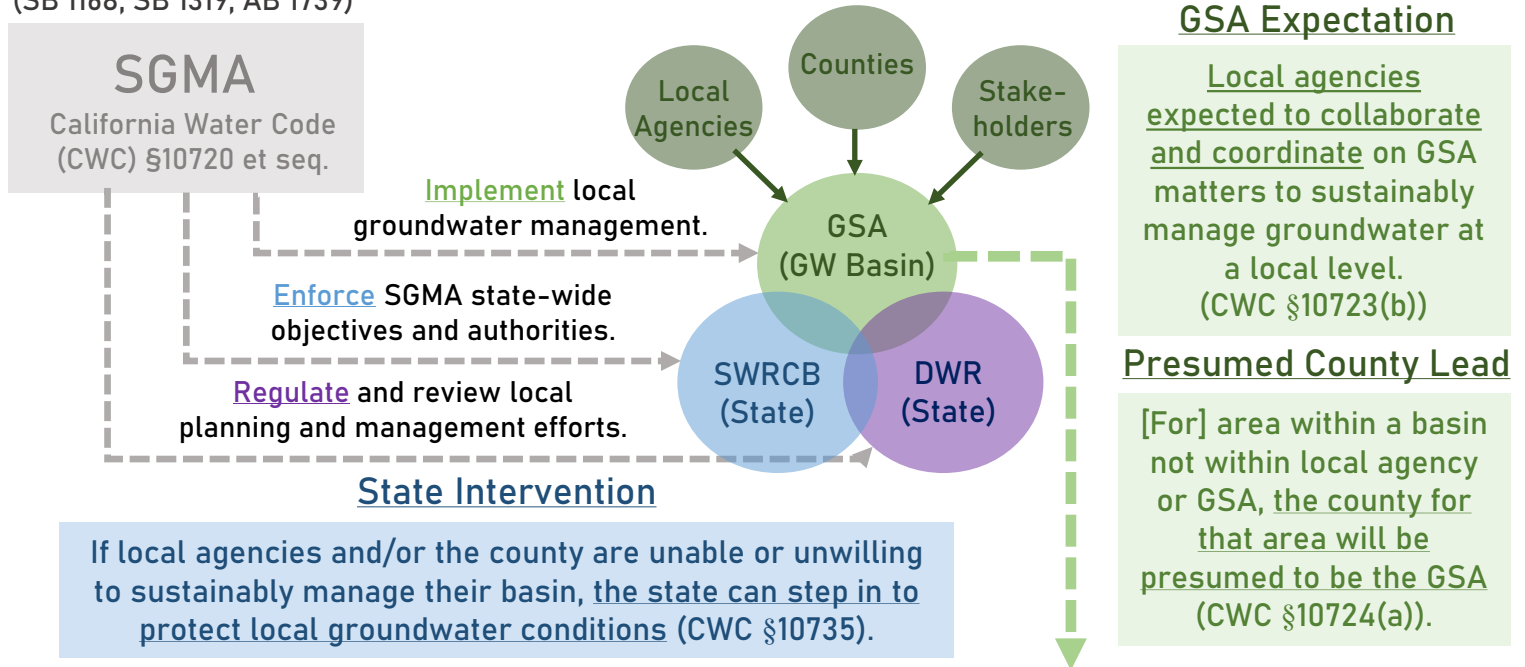 (SB 1168, SB 1319, AB 1739)
SGMA
California Water Code
(CWC) §10720 et seq.
Implement local
groundwater management.
Enforce SGMA state-wide
objectives and authorities.
Regulate and review local
planning and management efforts.
Local
Agencies
Counties
Stake-
holders
GSA
(GW Basin)
SWRCB
(State)
DWR
(State)
State Intervention
If local agencies and/or the county are unable or unwilling
to sustainably manage their basin, the state can step in to
protect local groundwater conditions (CWC §10735).
GSA Expectation
Local agencies
expected to collaborate
and coordinate on GSA
matters to sustainably
manage groundwater at
a local level.
(CWC §10723(b))
Presumed County Lead
[For] area within a basin
not within local agency
or GSA, the county for
that area will be
presumed to be the GSA
(CWC §10724(a)).